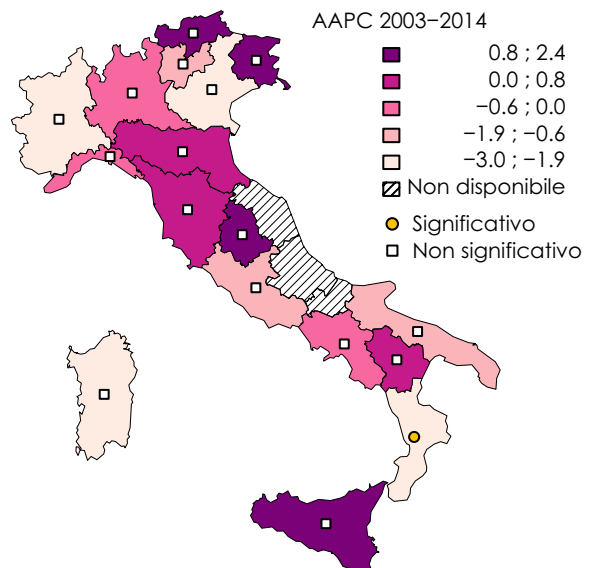 AAPC 2003−2014
0.8 ; 2.4
0.0 ; 0.8
−0.6 ; 0.0
−1.9 ; −0.6
−3.0 ; −1.9
Non disponibile
Significativo
Non significativo